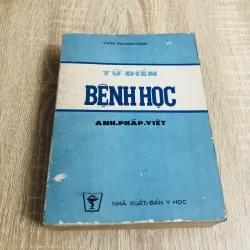 TRẦN PHƯƠNG HẠNH
TỪ ĐIỂN
BỆNH HỌC
ANH.PHÁP.VIỆT
NHÀ XUẤT BẢN Y HỌC